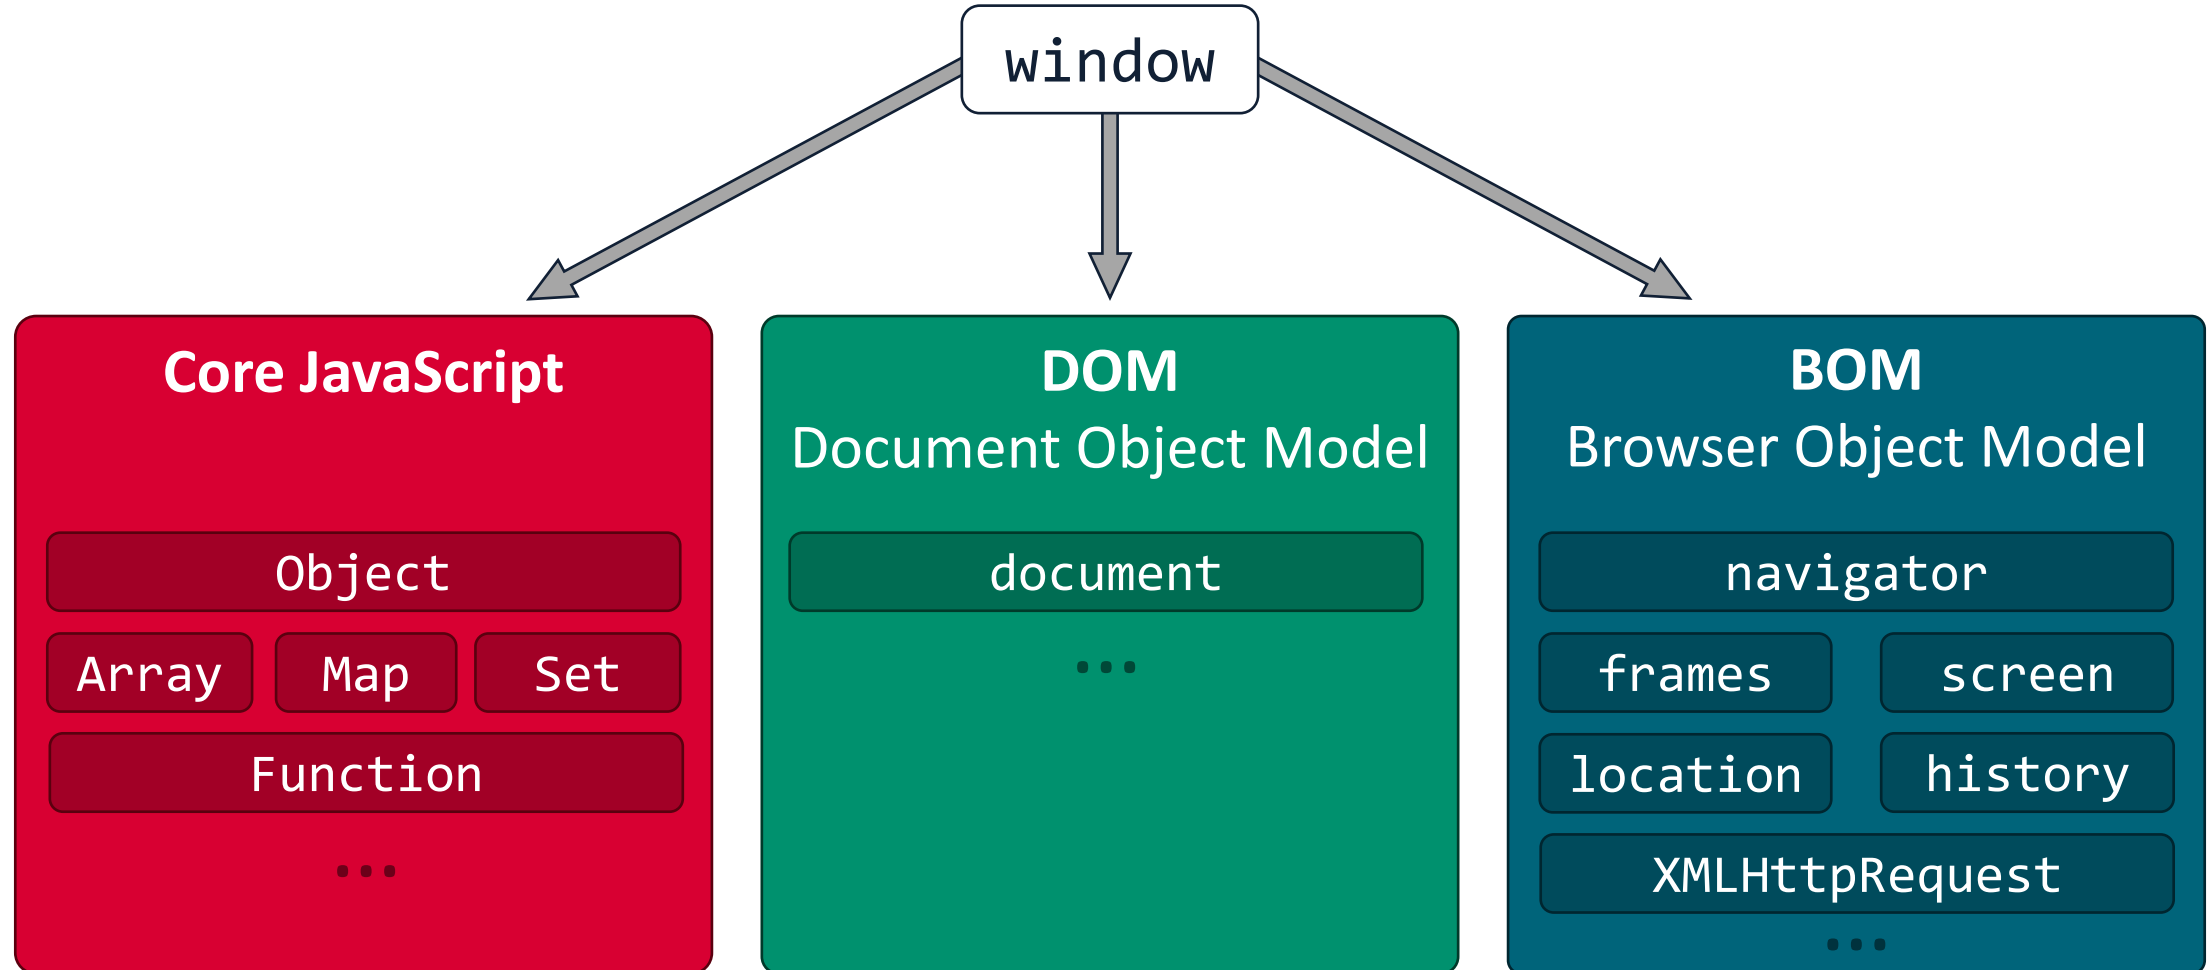 window
Core JavaScript
Object
Array Map Set
Function
...
DOM
Document Object Model
document
...
BOM
Browser Object Model
navigator
frames screen
location history
XMLHttpRequest
...